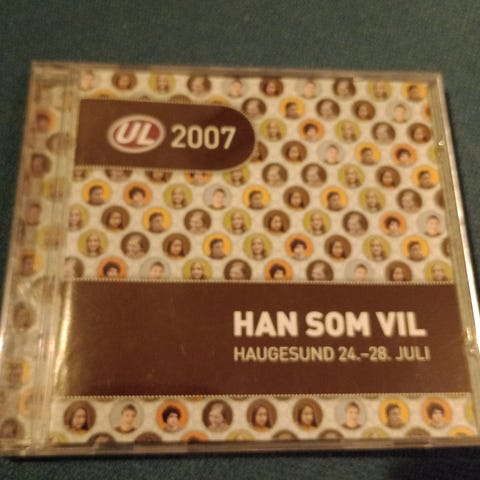 UL 2007
HAN SOM VIL
HAUGESUND 24.–28. JULI